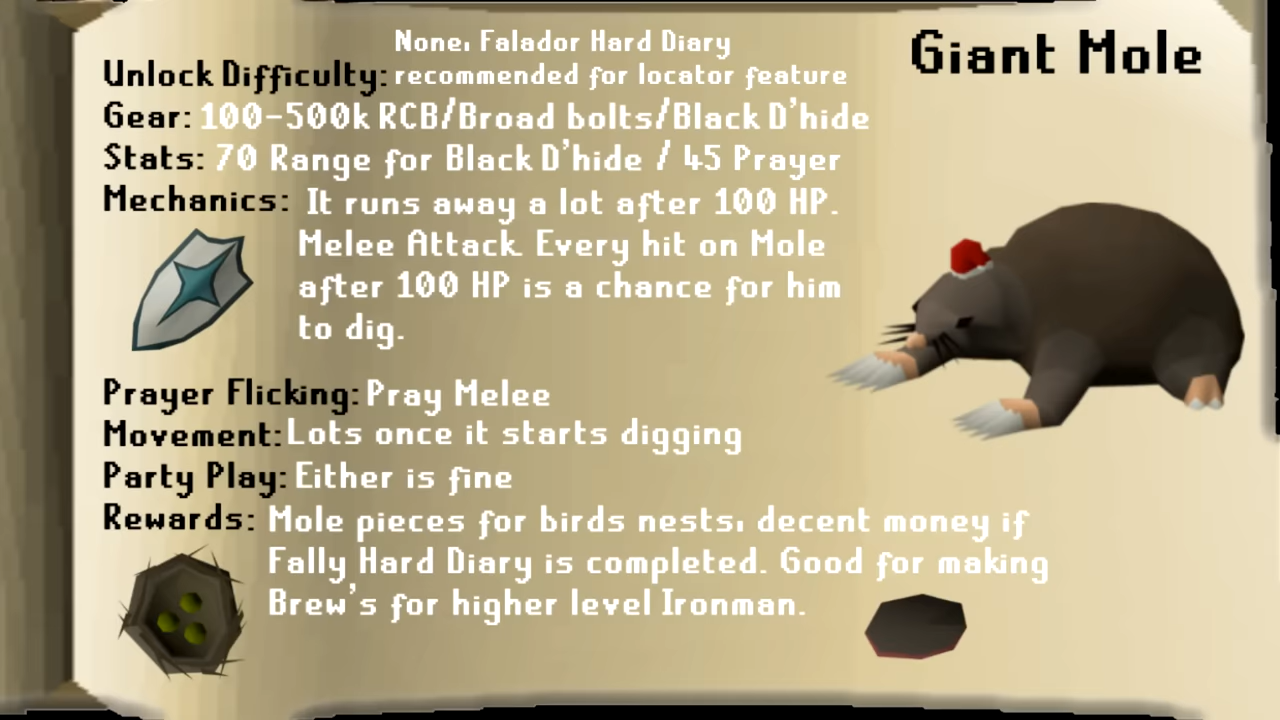 Giant Mole
None, Falador Hard Diary
Unlock Difficulty: recommended for locator feature
Gear: 100-500k RCB/Broad bolts/Black D'hide
Stats: 70 Range for Black D'hide / 45 Prayer
Mechanics: It runs away a lot after 100 HP.
Melee Attack. Every hit on Mole
after 100 HP is a chance for him
to dig.
Prayer Flicking: Pray Melee
Movement: Lots once it starts digging
Party Play: Either is fine
Rewards: Mole pieces for birds nests, decent money if
Fally Hard Diary is completed. Good for making
Brew's for higher level Ironman.